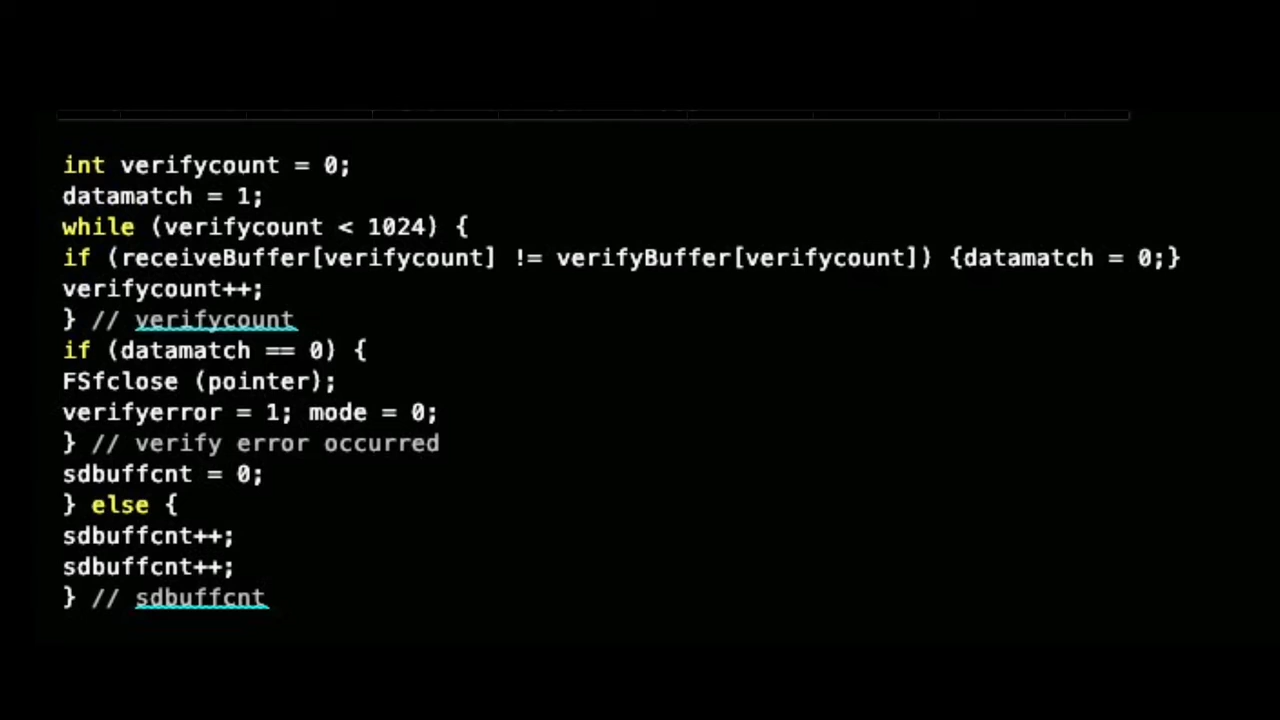 int verifycount = 0;
datamatch = 1;
while (verifycount < 1024) {
if (receiveBuffer[verifycount] != verifyBuffer[verifycount]) {datamatch = 0;}
verifycount++;
} // verifycount
if (datamatch == 0) {
FSfclose (pointer);
verifyerror = 1; mode = 0;
} // verify error occurred
sdbuffcnt = 0;
} else {
sdbuffcnt++;
sdbuffcnt++;
} // sdbuffcnt